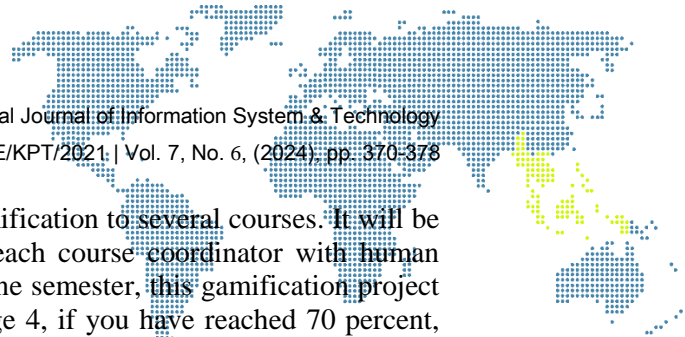 al Journal of Information System & Technology
E/KPT/2021 | Vol. 7, No. 6, (2024), pp. 370-378
ification to several courses. It will be
each course coordinator with human
ne semester, this gamification project
ge 4, if you have reached 70 percent,